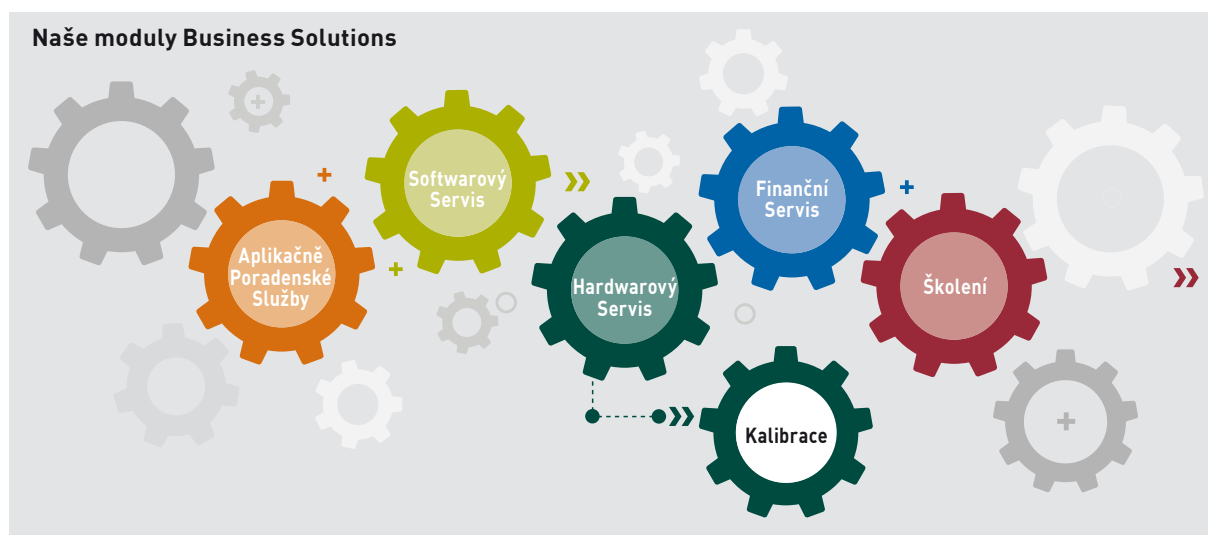 Naše moduly Business Solutions
Aplikačně
Poradenské
Služby
Softwarový
Servis
Hardwarový
Servis
Finanční
Servis
Školení
Kalibrace